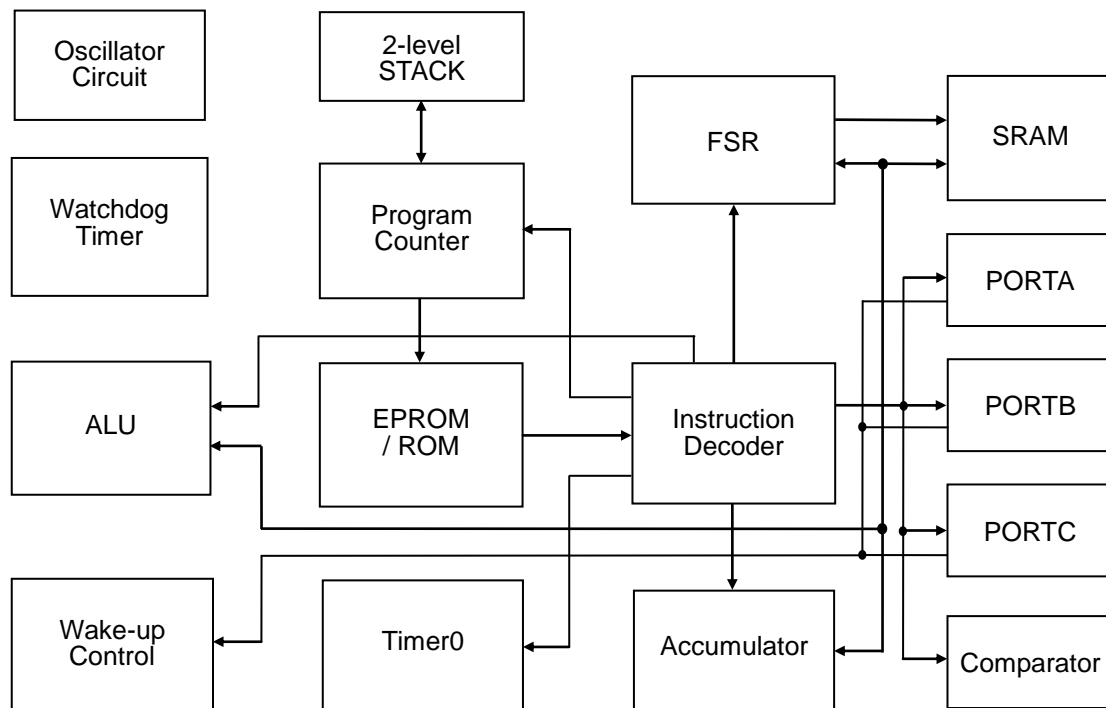 Oscillator
Circuit
2-level
STACK
FSR
SRAM
Watchdog
Timer
Program
Counter
PORTA
ALU
EPROM
/ ROM
Instruction
Decoder
PORTB
PORTC
Wake-up
Control
Timer0
Accumulator
Comparator